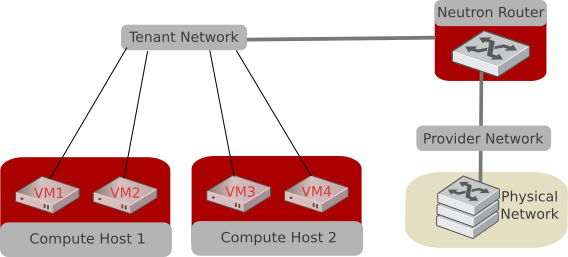 Neutron Router
Tenant Network
Provider Network
VM1
VM2
VM3
VM4
Physical
Network
Compute Host 1
Compute Host 2